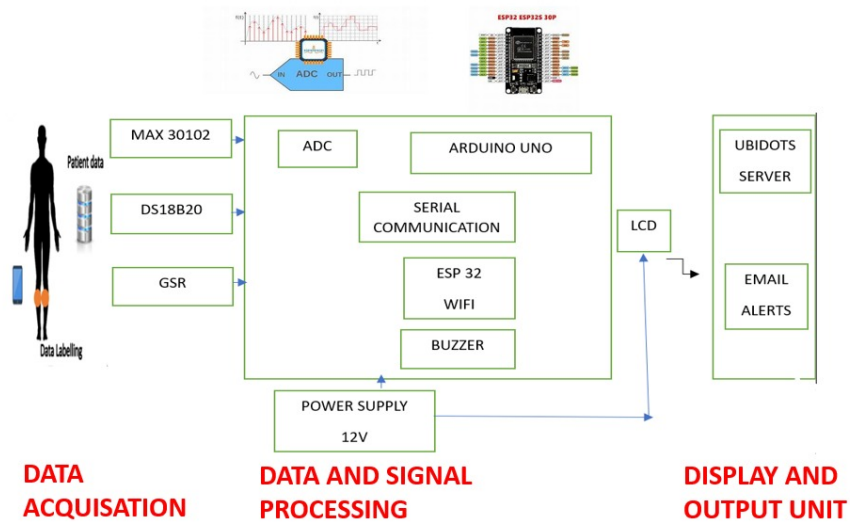 ESP32 ESP32S 30P
IN ADC OUT
MAX 30102
Patient data
DS18B20
GSR
Data Labelling
ADC
ARDUINO UNO
SERIAL
COMMUNICATION
ESP 32
WIFI
BUZZER
POWER SUPPLY
12V
LCD
UBIDOTS
SERVER
EMAIL
ALERTS
DATA
ACQUISATION
DATA AND SIGNAL
PROCESSING
DISPLAY AND
OUTPUT UNIT